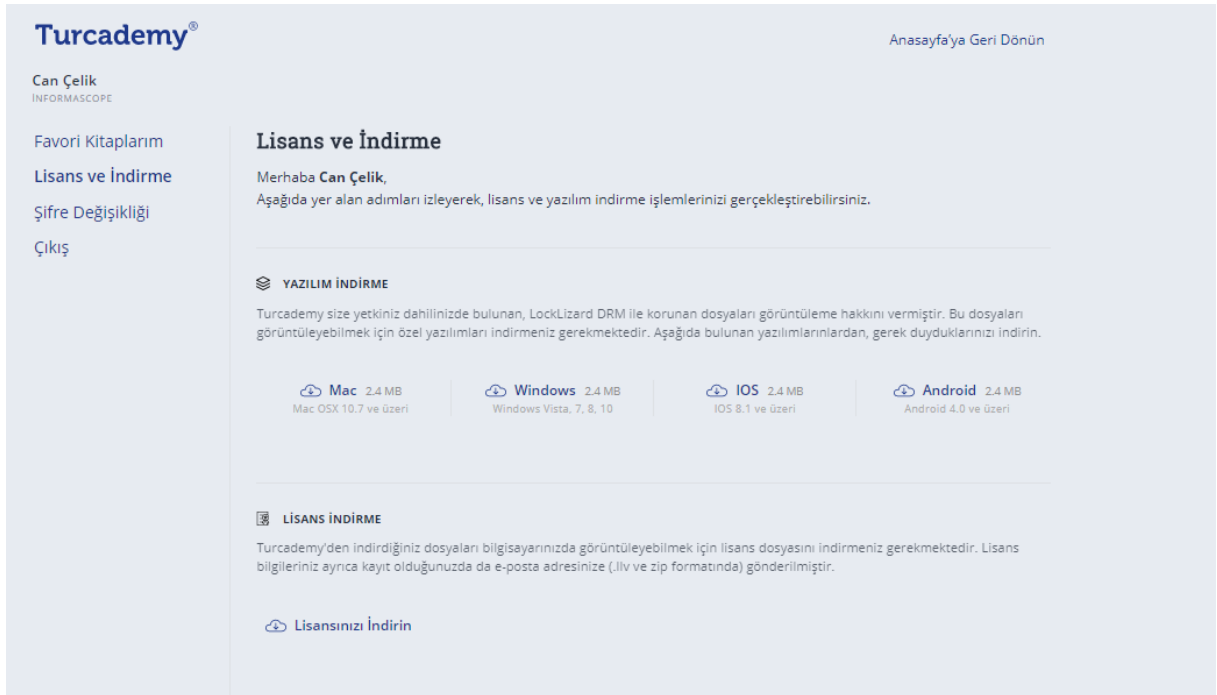 Turcademy®
Anasayfa'ya Geri Dönün
Can Çelik
INFORMASCOPE
Favori Kitaplarım
Lisans ve İndirme
Şifre Değişikliği
Çıkış
Lisans ve İndirme
Merhaba Can Çelik,
Aşağıda yer alan adımları izleyerek, lisans ve yazılım indirme işlemlerinizi gerçekleştirebilirsiniz.
YAZILIM İNDİRME
Turcademy size yetkiniz dahilinizde bulunan, LockLizard DRM ile korunan dosyaları görüntüleme hakkını vermiştir. Bu dosyaları
görüntüleyebilmek için özel yazılımları indirmeniz gerekmektedir. Aşağıda bulunan yazılımlarınlardan, gerek duyduklarınızı indirin.
Mac 2.4 MB
Mac OSX 10.7 ve üzeri
Windows 2.4 MB
Windows Vista, 7, 8, 10
IOS 2.4 MB
IOS 8.1 ve üzeri
Android 2.4 MB
Android 4.0 ve üzeri
LİSANS İNDİRME
Turcademy'den indirdiğiniz dosyaları bilgisayarınızda görüntüleyebilmek için lisans dosyasını indirmeniz gerekmektedir. Lisans
bilgileriniz ayrıca kayıt olduğunuzda da e-posta adresinize (.llv ve zip formatında) gönderilmiştir.
Lisansınızı İndirin